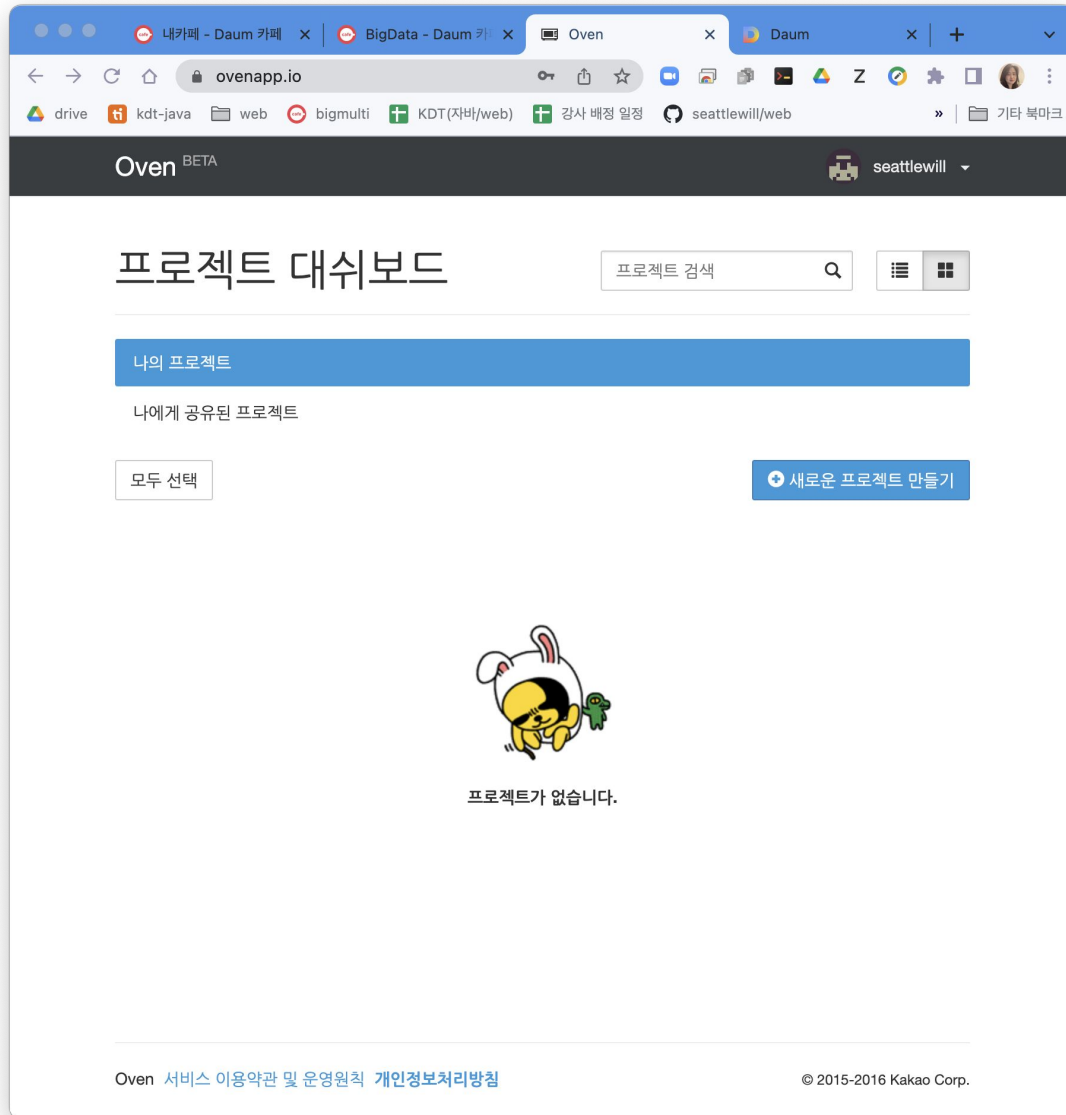 내카페 - Daum 카페
BigData - Daum 카
Oven
Daum
ovenapp.io
drive
kdt-java
web
bigmulti
KDT(자바/web)
강사 배정 일정
seattlewill/web
»
기타 북마크
Oven BETA
seattlewill
프로젝트 대쉬보드
프로젝트 검색
나의 프로젝트
나에게 공유된 프로젝트
모두 선택
새로운 프로젝트 만들기
프로젝트가 없습니다.
Oven 서비스 이용약관 및 운영원칙 개인정보처리방침
© 2015-2016 Kakao Corp.